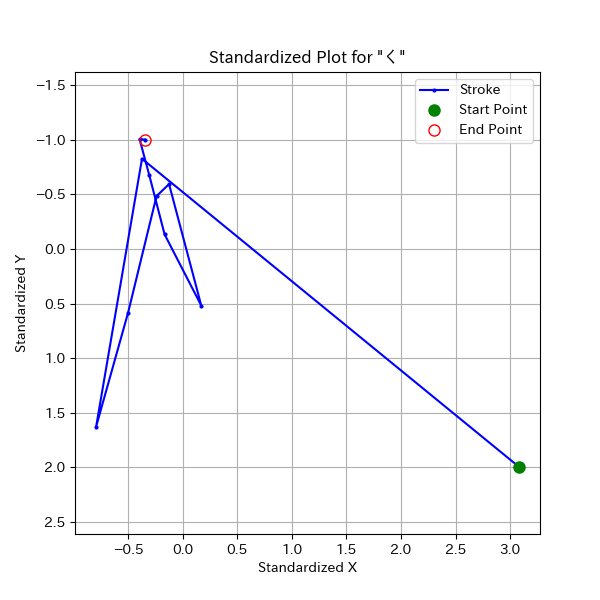 Standardized Plot for "く"
Stroke
Start Point
End Point
Standardized Y
−1.5
−1.0
−0.5
0.0
0.5
1.0
1.5
2.0
2.5
−0.5 0.0 0.5 1.0 1.5 2.0 2.5 3.0
Standardized X